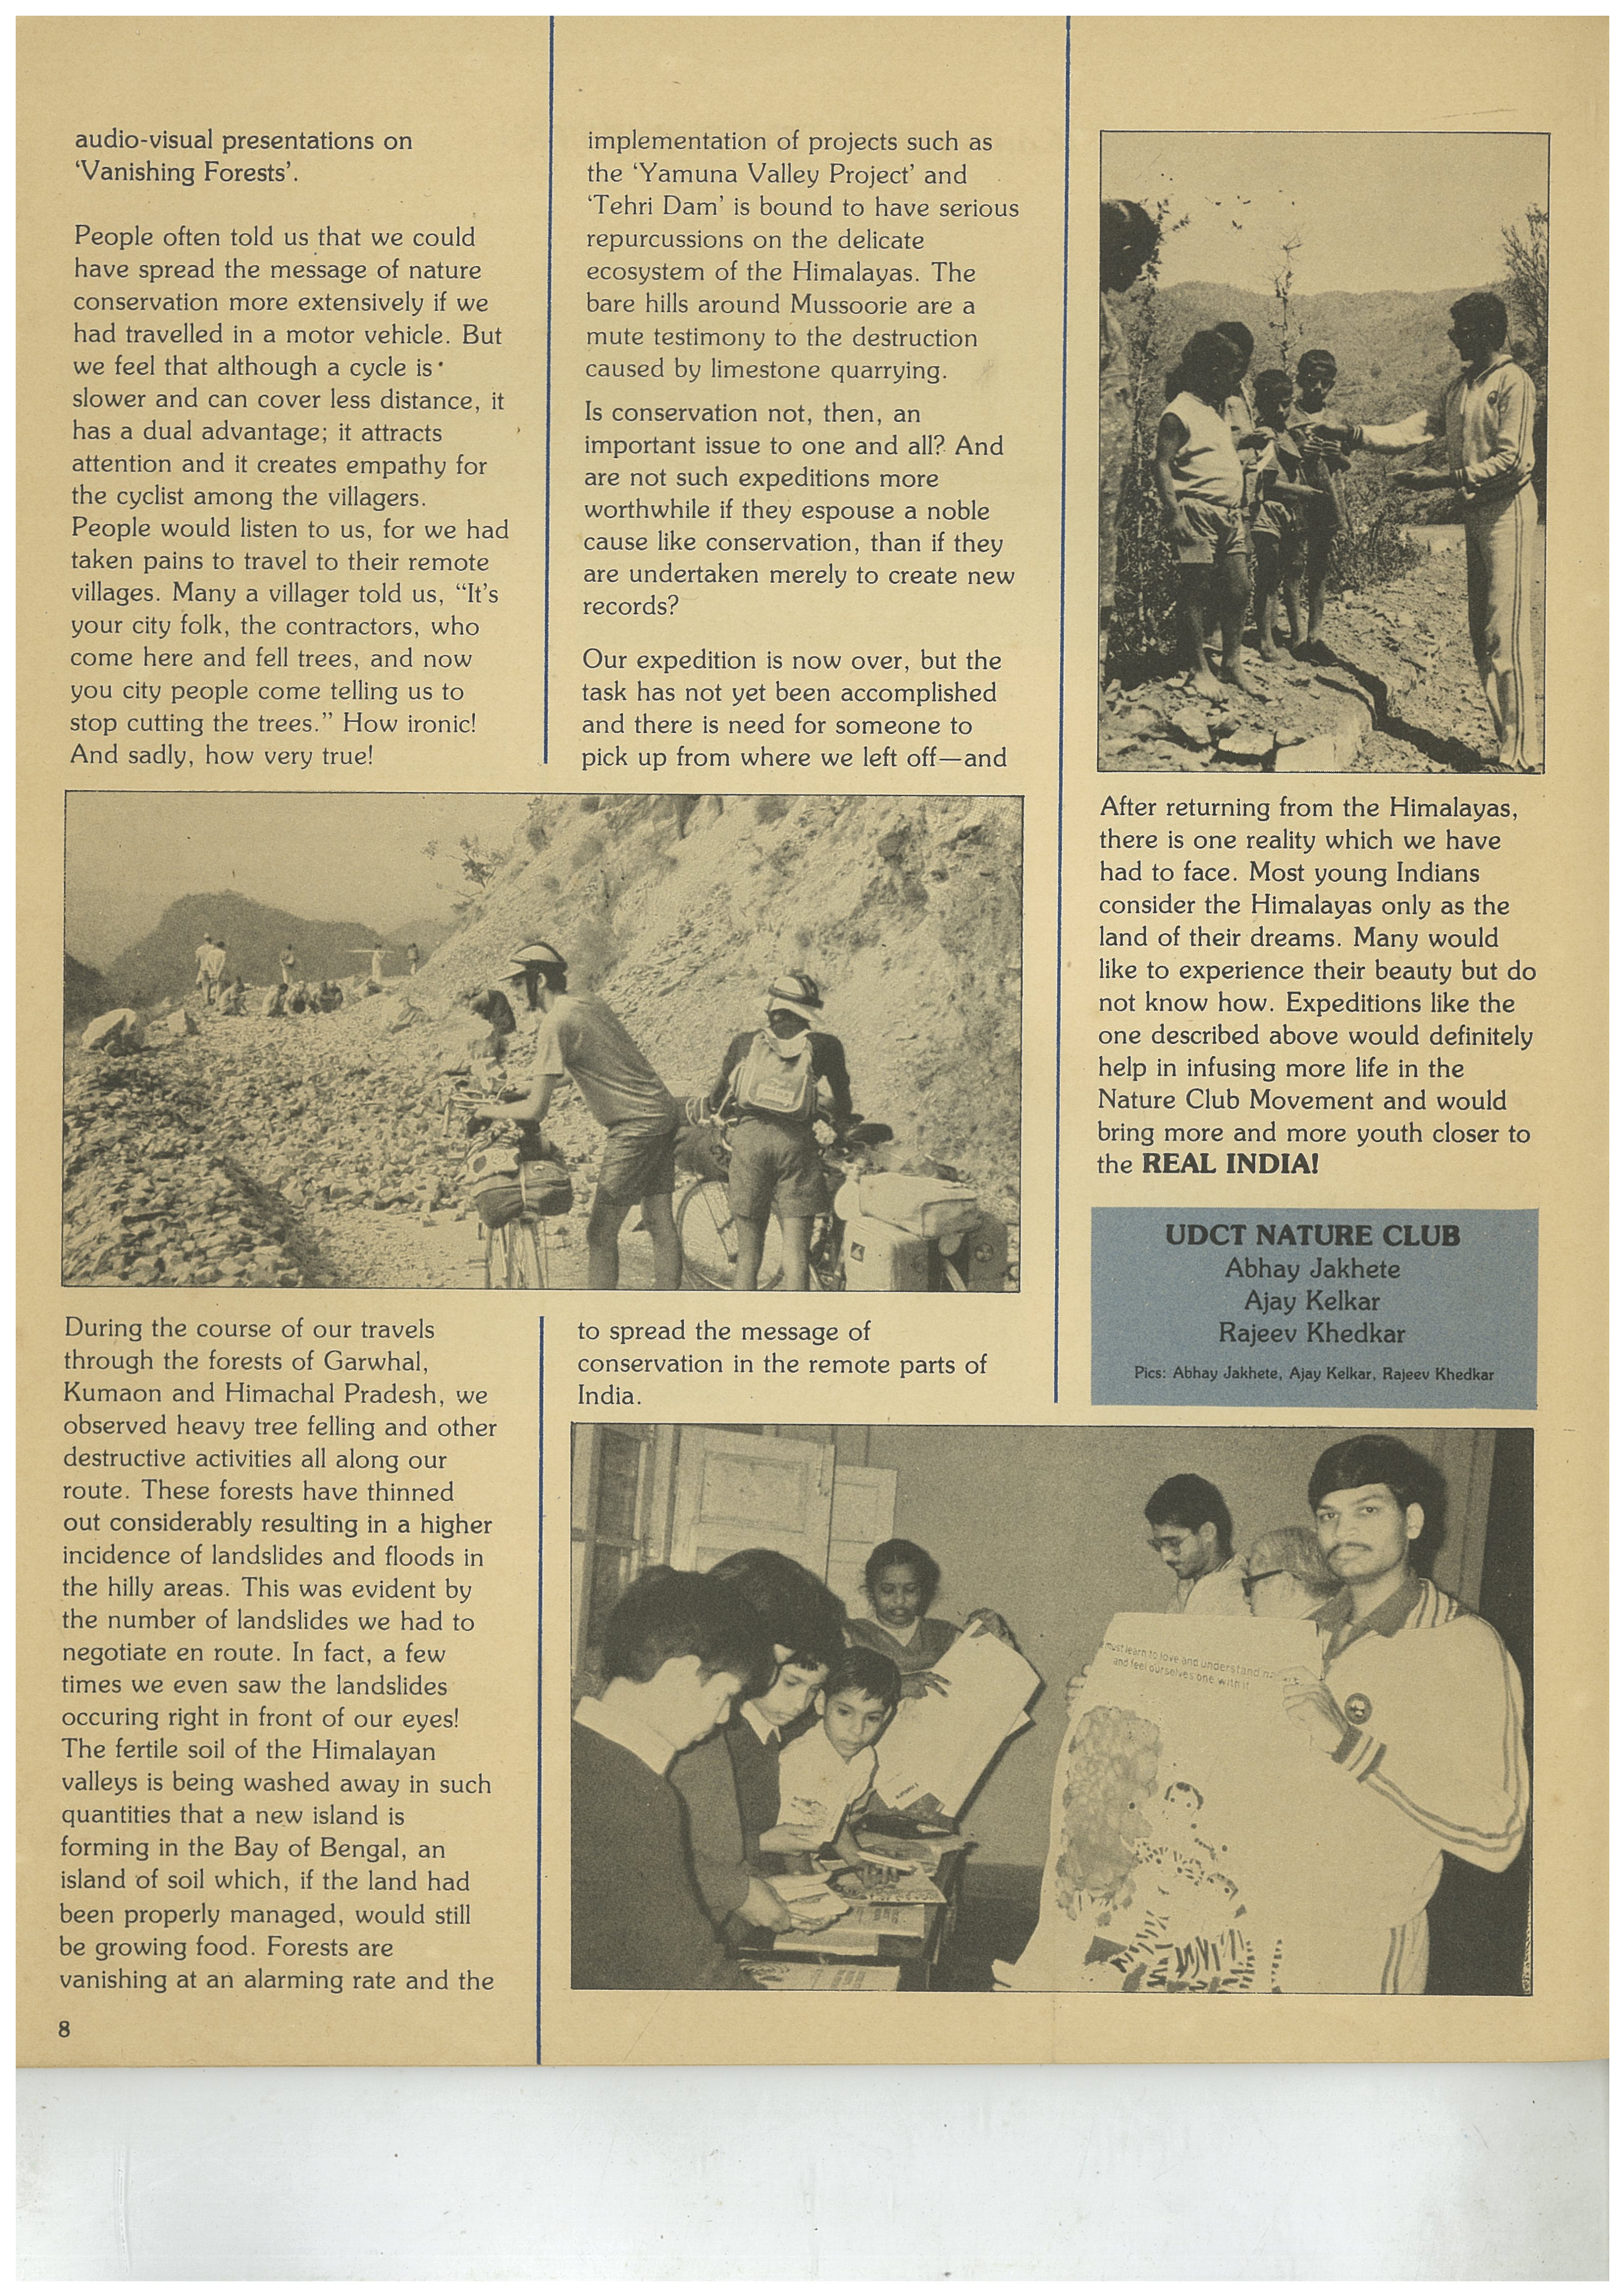 audio-visual presentations on
‘Vanishing Forests’.
People often told us that we could
have spread the message of nature
conservation more extensively if we
had travelled in a motor vehicle. But
we feel that although a cycle is
slower and can cover less distance, it
has a dual advantage; it attracts
attention and it creates empathy for
the cyclist among the villagers.
People would listen to us, for we had
taken pains to travel to their remote
villages. Many a villager told us, “It’s
your city folk, the contractors, who
come here and fell trees, and now
you city people come telling us to
stop cutting the trees.” How ironic!
And sadly, how very true!
During the course of our travels
through the forests of Garwhal,
Kumaon and Himachal Pradesh, we
observed heavy tree felling and other
destructive activities all along our
route. These forests have thinned
out considerably resulting in a higher
incidence of landslides and floods in
the hilly areas. This was evident by
the number of landslides we had to
negotiate en route. In fact, a few
times we even saw the landslides
occuring right in front of our eyes!
The fertile soil of the Himalayan
valleys is being washed away in such
quantities that a new island is
forming in the Bay of Bengal, an
island of soil which, if the land had
been properly managed, would still
be growing food. Forests are
vanishing at an alarming rate and the
8
implementation of projects such as
the ‘Yamuna Valley Project’ and
‘Tehri Dam’ is bound to have serious
repurcussions on the delicate
ecosystem of the Himalayas. The
bare hills around Mussoorie are a
mute testimony to the destruction
caused by limestone quarrying.
Is conservation not, then, an
important issue to one and all? And
are not such expeditions more
worthwhile if they espouse a noble
cause like conservation, than if they
are undertaken merely to create new
records?
Our expedition is now over, but the
task has not yet been accomplished
and there is need for someone to
pick up from where we left off—and
to spread the message of
conservation in the remote parts of
India.
After returning from the Himalayas,
there is one reality which we have
had to face. Most young Indians
consider the Himalayas only as the
land of their dreams. Many would
like to experience their beauty but do
not know how. Expeditions like the
one described above would definitely
help in infusing more life in the
Nature Club Movement and would
bring more and more youth closer to
the REAL INDIA!
UDCT NATURE CLUB
Abhay Jakhete
Ajay Kelkar
Rajeev Khedkar
Pics: Abhay Jakhete, Ajay Kelkar, Rajeev Khedkar
must learn to love and understand
and feel ourselves one with it